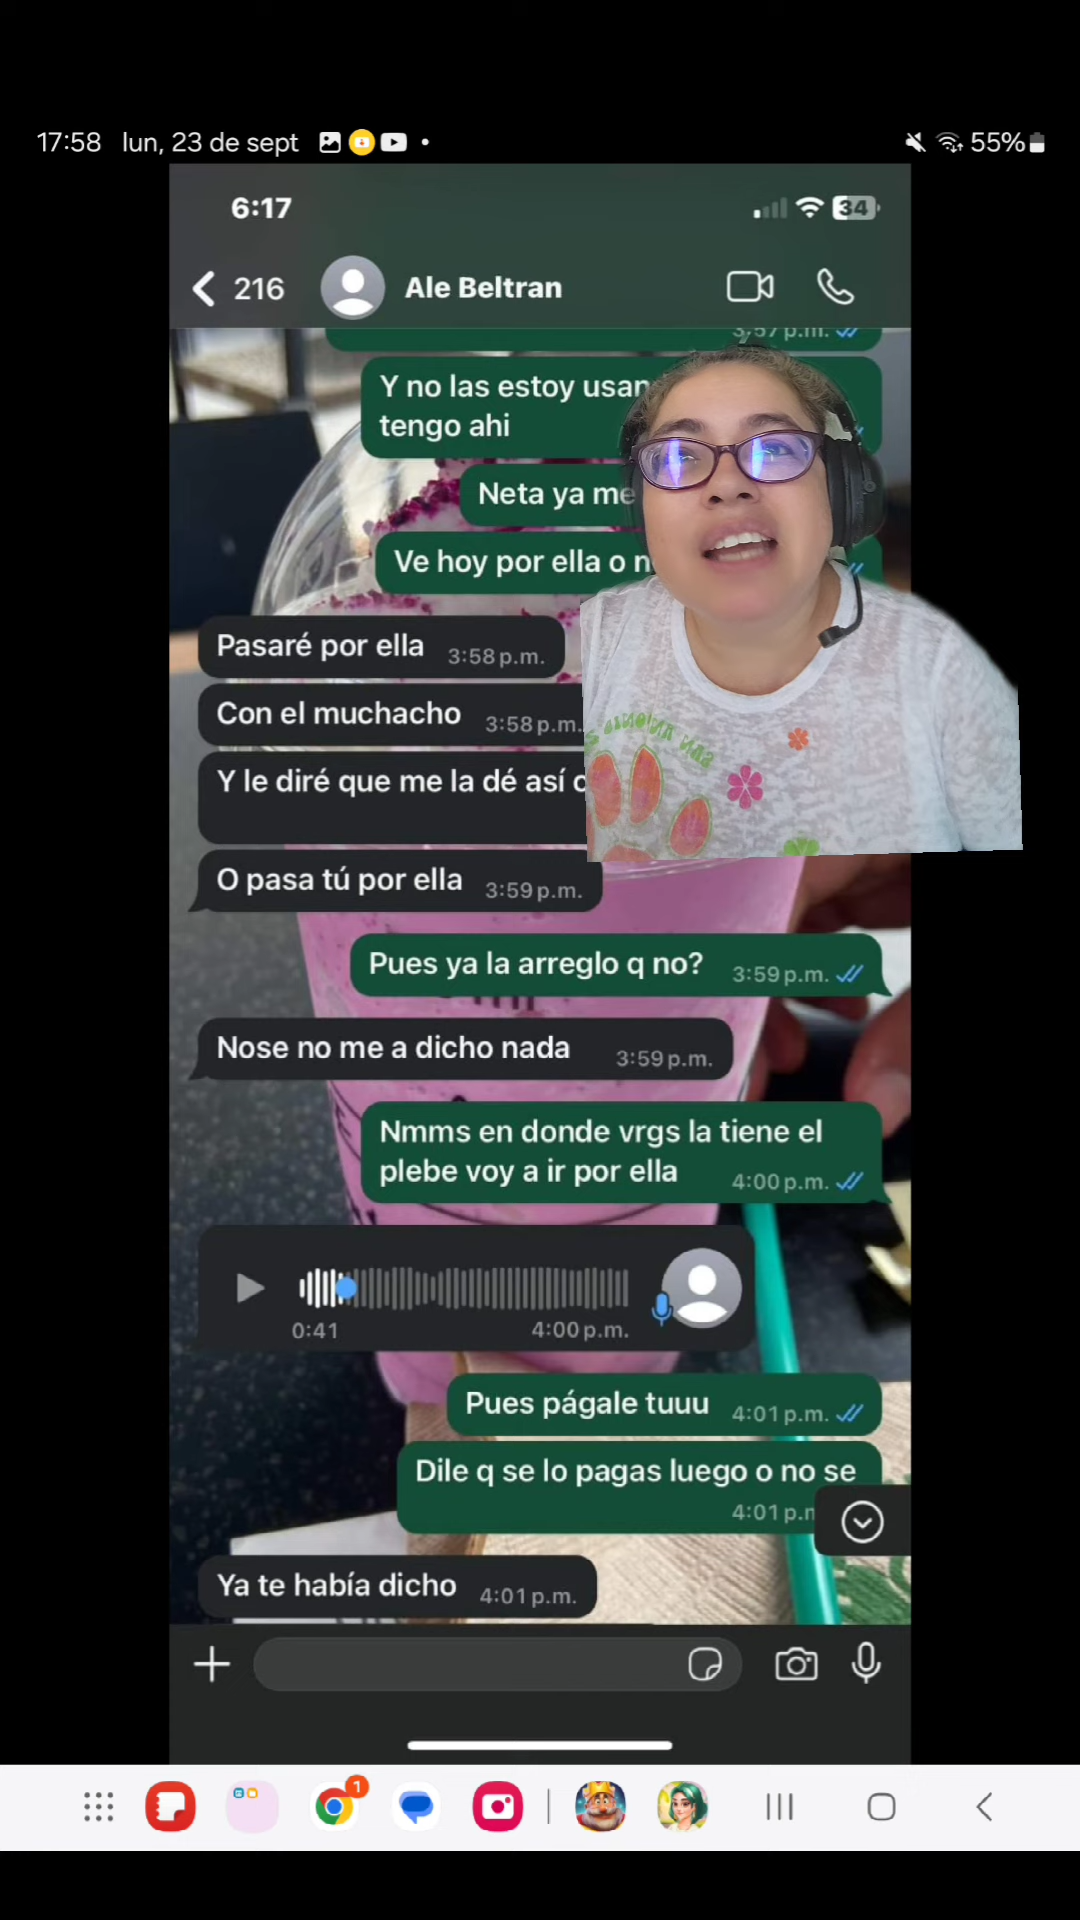 17:58 lun, 23 de sept
55%
6:17
34
216
Ale Beltran
3:57 p.m.
Y no las estoy usan
tengo ahi
Neta ya me
Ve hoy por ella o n
Pasaré por ella 3:58 p.m.
Con el muchacho 3:58 p.m.
Y le diré que me la dé así
O pasa tú por ella 3:59 p.m.
Pues ya la arreglo q no? 3:59 p.m.
Nose no me a dicho nada 3:59 p.m.
Nmms en donde vrgs la tiene el
plebe voy a ir por ella 4:00 p.m.
0:41 4:00 p.m.
Pues págale tuuu 4:01 p.m.
Dile q se lo pagas luego o no se
4:01 p.m
Ya te había dicho 4:01 p.m.
1